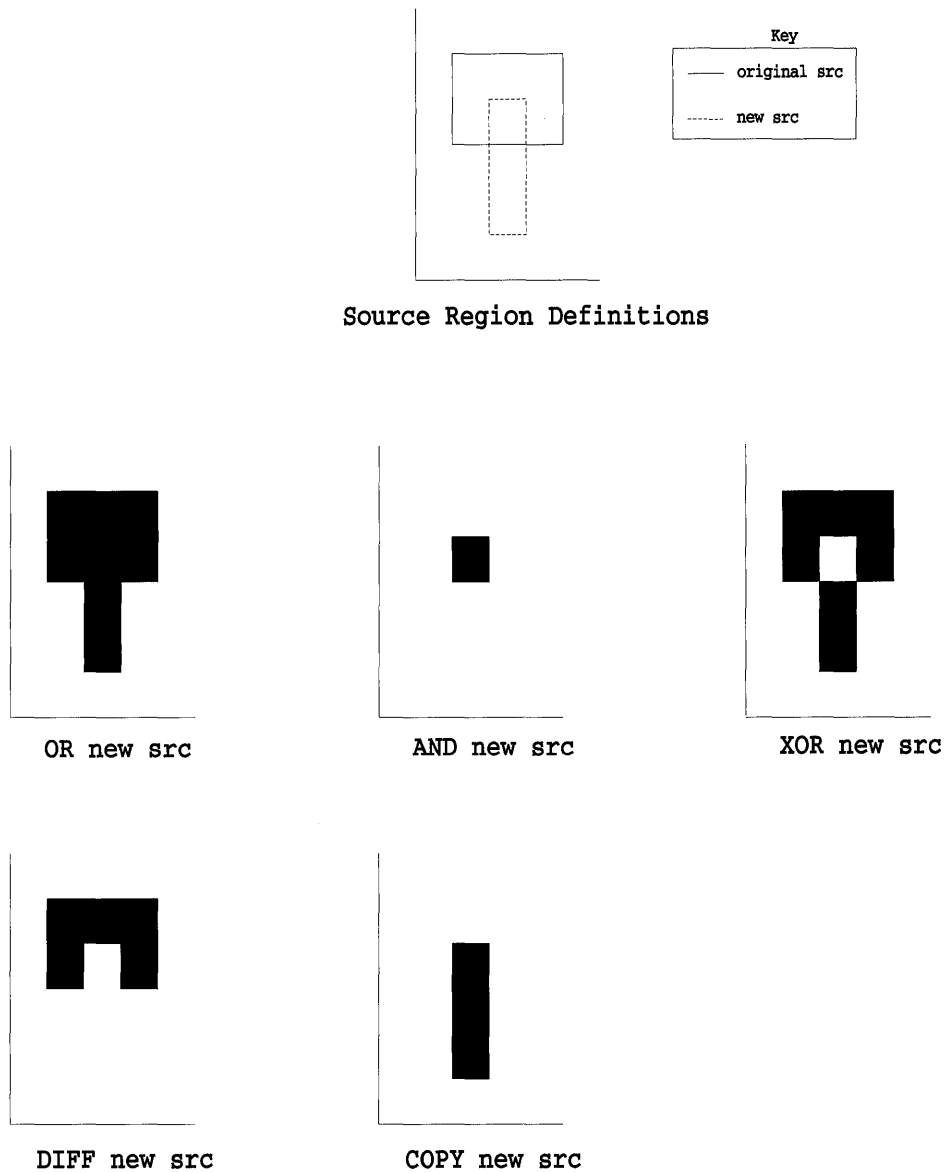 Key
original src
new src
Source Region Definitions
OR new src
AND new src
XOR new src
DIFF new src
COPY new src